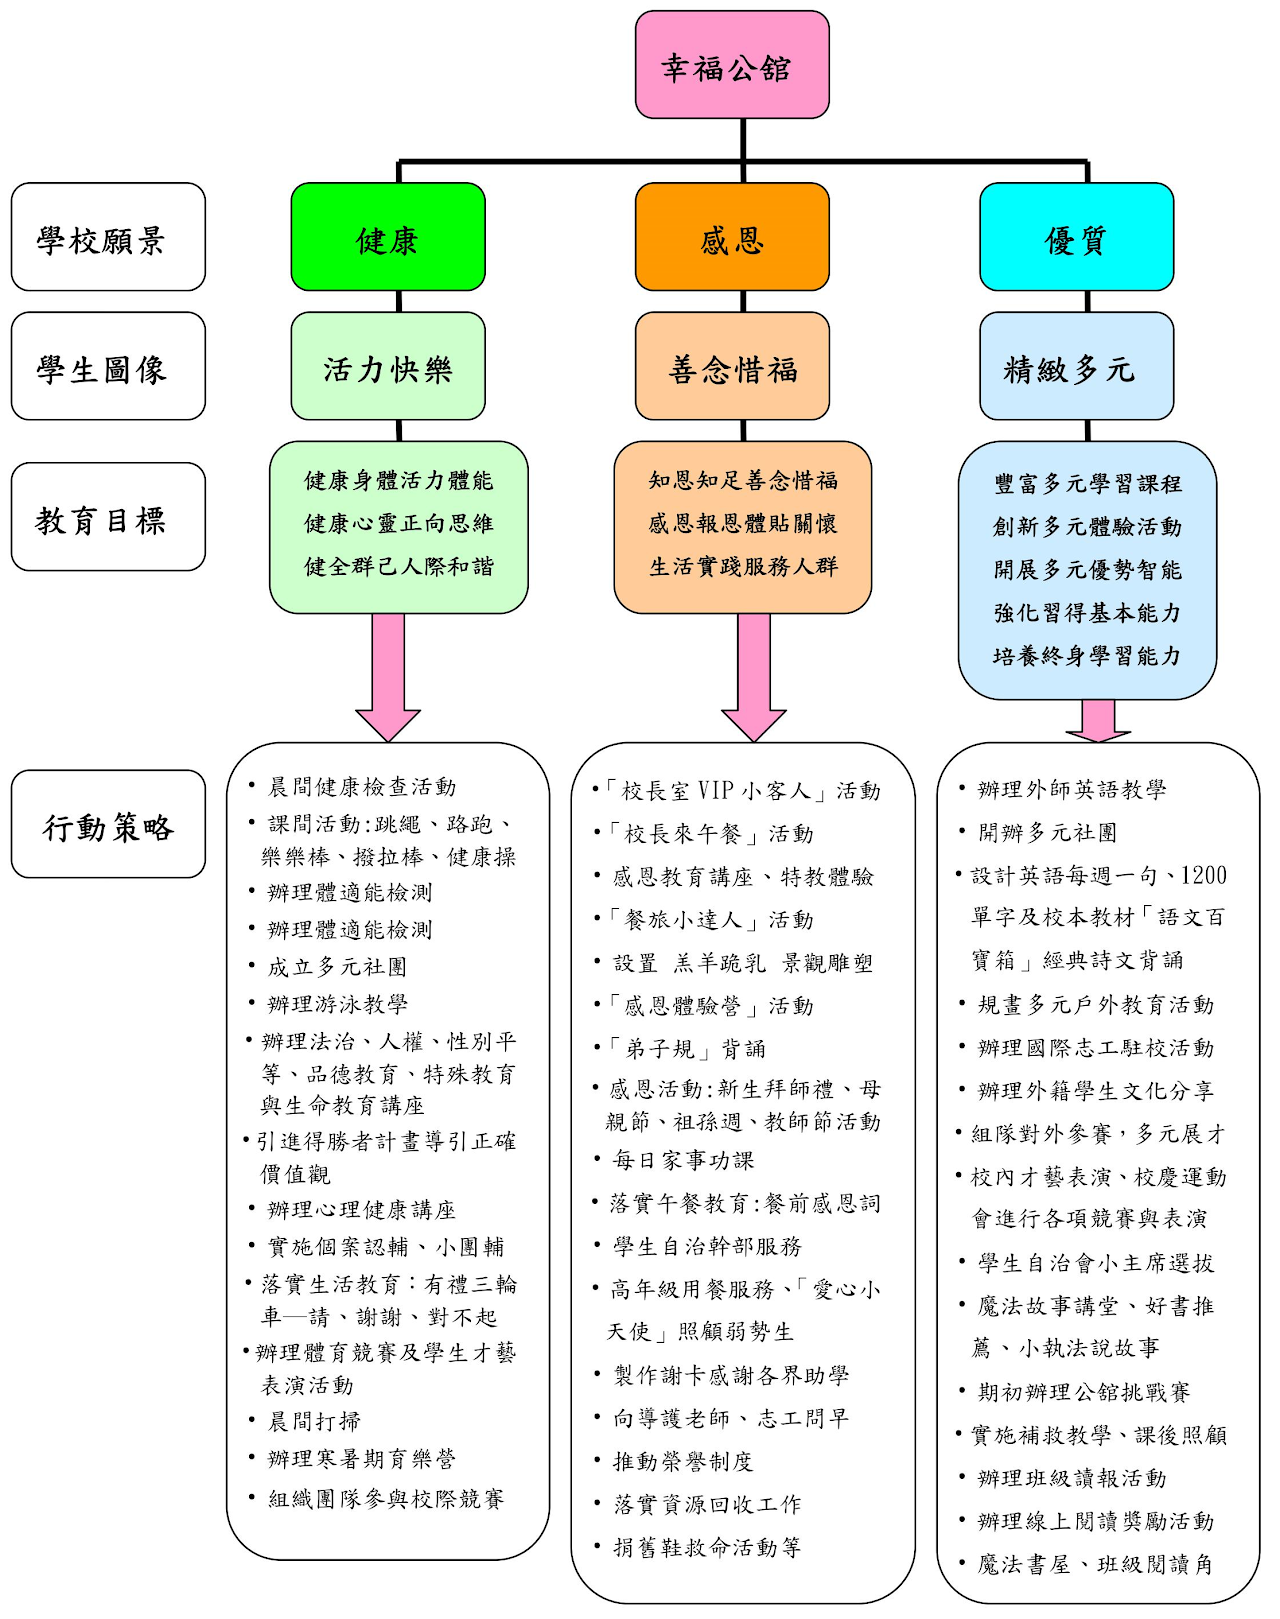 幸福公舘
學校願景
健康
感恩
優質
學生圖像
活力快樂
善念惜福
精緻多元
教育目標
健康身體活力體能
健康心靈正向思維
健全群己人際和諧
知恩知足善念惜福
感恩報恩體貼關懷
生活實踐服務人群
豐富多元學習課程
創新多元體驗活動
開展多元優勢智能
強化習得基本能力
培養終身學習能力
行動策略
• 晨間健康檢查活動
• 課間活動:跳繩、路跑、
樂樂棒、撥拉棒、健康操
• 辦理體適能檢測
• 辦理體適能檢測
• 成立多元社團
• 辦理游泳教學
• 辦理法治、人權、性別平
等、品德教育、特殊教育
與生命教育講座
• 引進得勝者計畫導引正確
價值觀
• 辦理心理健康講座
• 實施個案認輔、小團輔
• 落實生活教育：有禮三輪
車—請、謝謝、對不起
• 辦理體育競賽及學生才藝
表演活動
• 晨間打掃
• 辦理寒暑期育樂營
• 組織團隊參與校際競賽
•「校長室 VIP 小客人」活動
•「校長來午餐」活動
• 感恩教育講座、特教體驗
•「餐旅小達人」活動
• 設置 羔羊跪乳 景觀雕塑
•「感恩體驗營」活動
•「弟子規」背誦
• 感恩活動:新生拜師禮、母
親節、祖孫週、教師節活動
• 每日家事功課
• 落實午餐教育:餐前感恩詞
• 學生自治幹部服務
• 高年級用餐服務、「愛心小
天使」照顧弱勢生
• 製作謝卡感謝各界助學
• 向導護老師、志工問早
• 推動榮譽制度
• 落實資源回收工作
• 捐舊鞋救命活動等
• 辦理外師英語教學
• 開辦多元社團
• 設計英語每週一句、1200
單字及校本教材「語文百
寶箱」經典詩文背誦
• 規畫多元戶外教育活動
• 辦理國際志工駐校活動
• 辦理外籍學生文化分享
• 組隊對外參賽，多元展才
• 校內才藝表演、校慶運動
會進行各項競賽與表演
• 學生自治會小主席選拔
• 魔法故事講堂、好書推
薦、小執法說故事
• 期初辦理公舘挑戰賽
• 實施補救教學、課後照顧
• 辦理班級讀報活動
• 辦理線上閱讀獎勵活動
• 魔法書屋、班級閱讀角